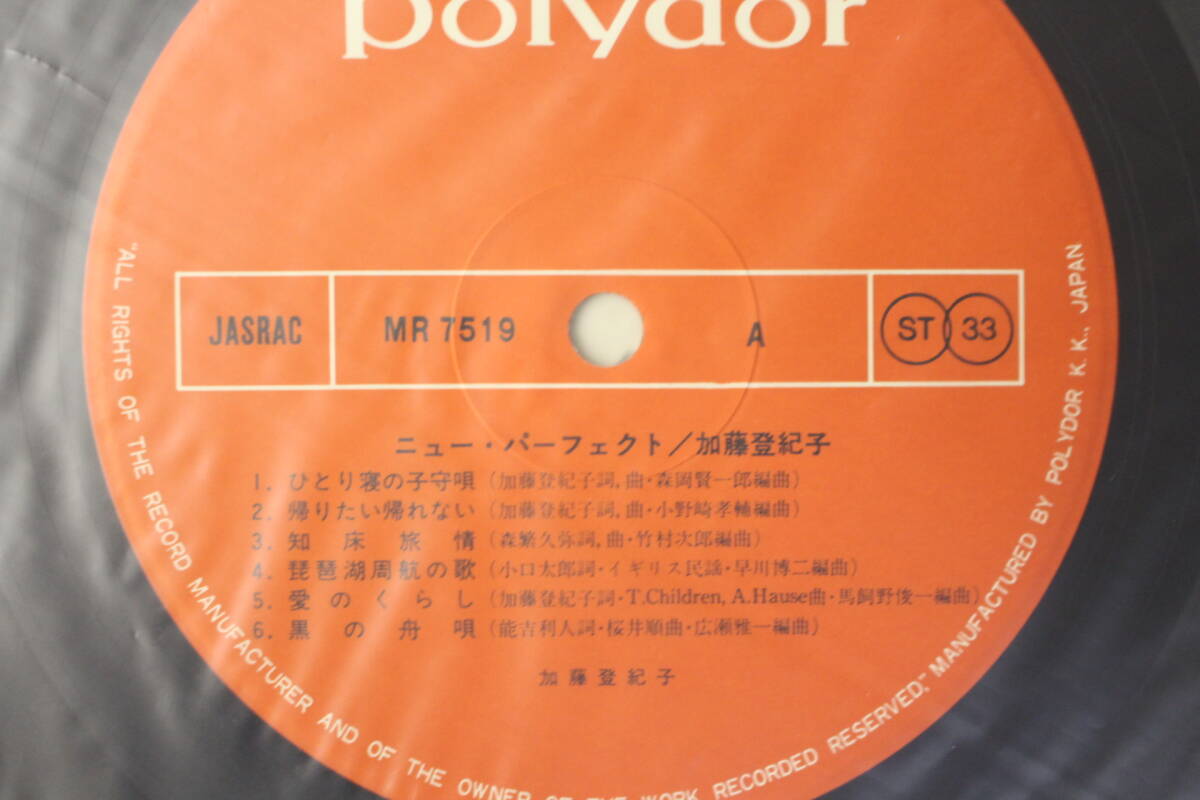 polydor
JASRAC MR 7519 A ST 33
ニュー・パーフェクト／加藤登紀子
1. ひとり寝の子守唄 (加藤登紀子詞,曲・森岡賢一郎編曲)
2. 帰りたい帰れない (加藤登紀子詞,曲・小野崎孝輔編曲)
3. 知床旅情 (森繁久弥詞,曲・竹村次郎編曲)
4. 琵琶湖周航の歌 (小口太郎詞・イギリス民謡・早川博二編曲)
5. 愛のくらし (加藤登紀子詞・T.Children, A.Hause曲・馬飼野俊一編曲)
6. 黒の舟唄 (能吉利人詞・桜井順曲・広瀬雅一編曲)
加藤登紀子
"ALL RIGHTS OF THE RECORD MANUFACTURER AND OF THE OWNER OF THE WORK RECORDED RESERVED," MANUFACTURED BY POLYDOR K. K., JAPAN